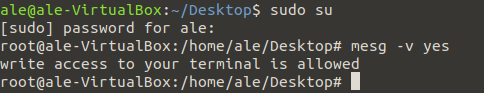 ale@ale-VirtualBox:~/Desktop$ sudo su
[sudo] password for ale:
root@ale-VirtualBox:/home/ale/Desktop# mesg -v yes
write access to your terminal is allowed
root@ale-VirtualBox:/home/ale/Desktop#